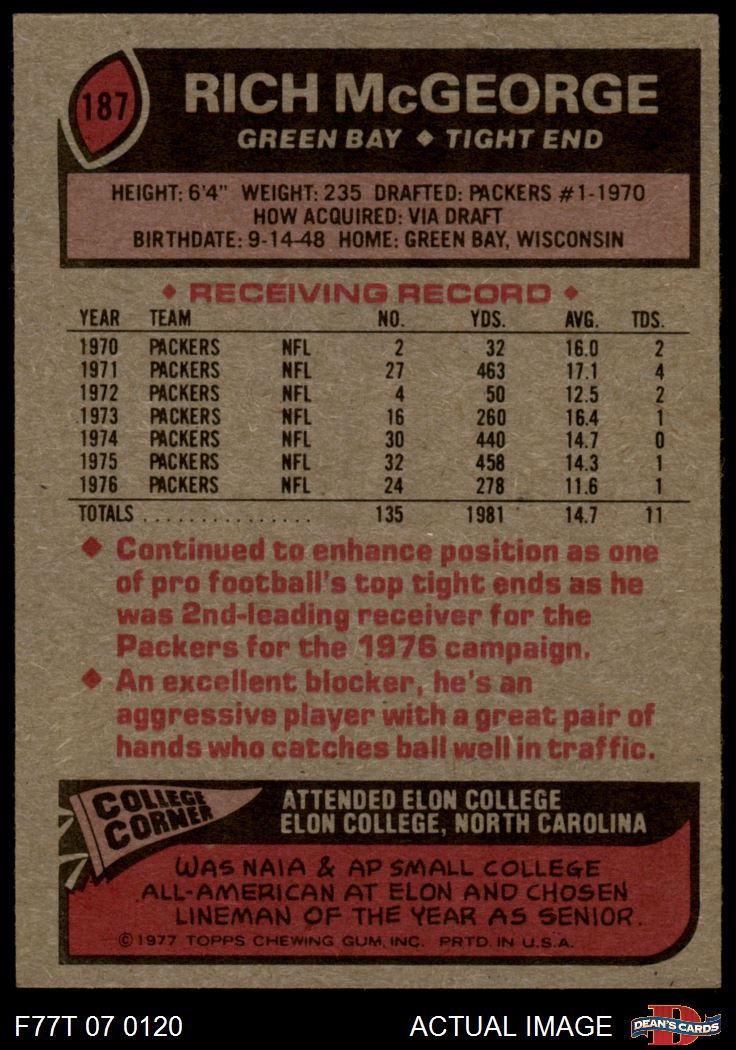 187
RICH McGEORGE
GREEN BAY ◆ TIGHT END
HEIGHT: 6'4" WEIGHT: 235 DRAFTED: PACKERS #1-1970
HOW ACQUIRED: VIA DRAFT
BIRTHDATE: 9-14-48 HOME: GREEN BAY, WISCONSIN
◆ RECEIVING RECORD ◆
YEAR TEAM NO. YDS. AVG. TDS.
1970 PACKERS NFL 2 32 16.0 2
1971 PACKERS NFL 27 463 17.1 4
1972 PACKERS NFL 4 50 12.5 2
1973 PACKERS NFL 16 260 16.4 1
1974 PACKERS NFL 30 440 14.7 0
1975 PACKERS NFL 32 458 14.3 1
1976 PACKERS NFL 24 278 11.6 1
TOTALS . . . . . . . . . . . . . . . 135 1981 14.7 11
◆ Continued to enhance position as one
of pro football's top tight ends as he
was 2nd-leading receiver for the
Packers for the 1976 campaign.
◆ An excellent blocker, he's an
aggressive player with a great pair of
hands who catches ball well in traffic.
COLLEGE
CORNER
ATTENDED ELON COLLEGE
ELON COLLEGE, NORTH CAROLINA
WAS NAIA & AP SMALL COLLEGE
ALL-AMERICAN AT ELON AND CHOSEN
LINEMAN OF THE YEAR AS SENIOR.
©1977 TOPPS CHEWING GUM, INC. PRTD. IN U.S.A.
F77T 07 0120 ACTUAL IMAGE
D
DEAN'S CARDS